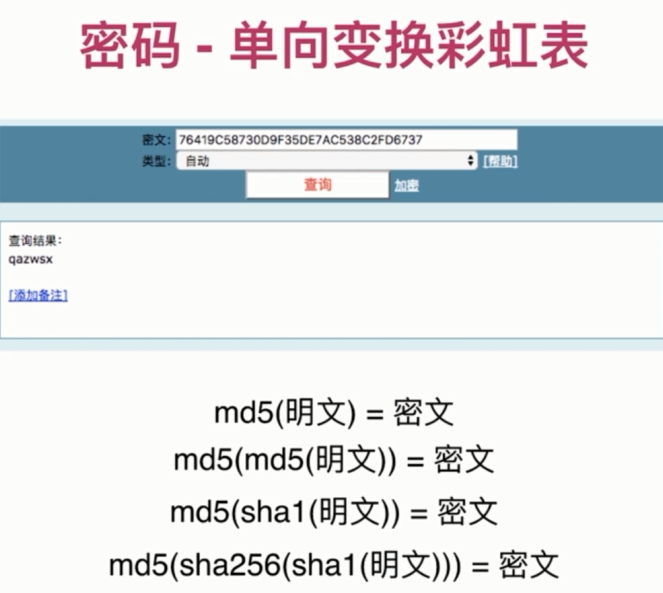 密码 - 单向变换彩虹表
密文: 76419C58730D9F35DE7AC538C2FD6737
类型: 自动 [帮助]
查询 加密
查询结果:
qazwsx
[添加备注]
md5(明文) = 密文
md5(md5(明文)) = 密文
md5(sha1(明文)) = 密文
md5(sha256(sha1(明文))) = 密文